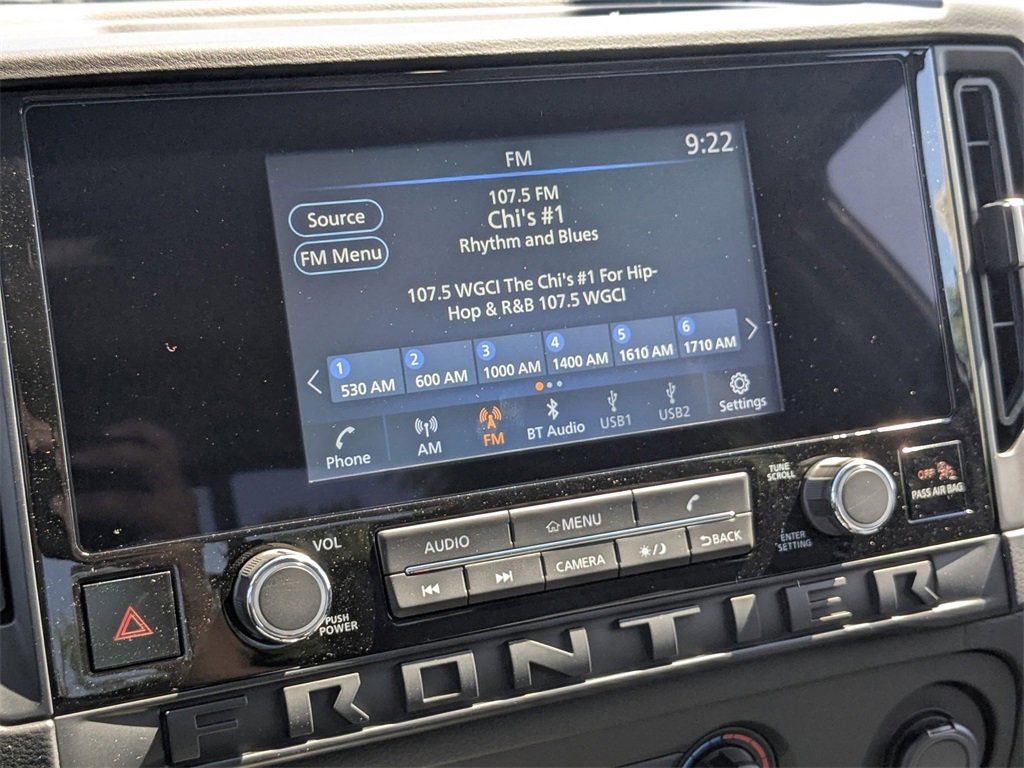 FM
9:22
107.5 FM
Chi's #1
Rhythm and Blues
Source
FM Menu
107.5 WGCI The Chi's #1 For Hip-
Hop & R&B 107.5 WGCI
1 530 AM
2 600 AM
3 1000 AM
4 1400 AM
5 1610 AM
6 1710 AM
Phone
AM
FM
BT Audio
USB1
USB2
Settings
TUNE
SCROLL
OFF
PASS AIR BAG
VOL
AUDIO
MENU
CAMERA
BACK
ENTER
SETTING
PUSH
POWER
FRONTIER